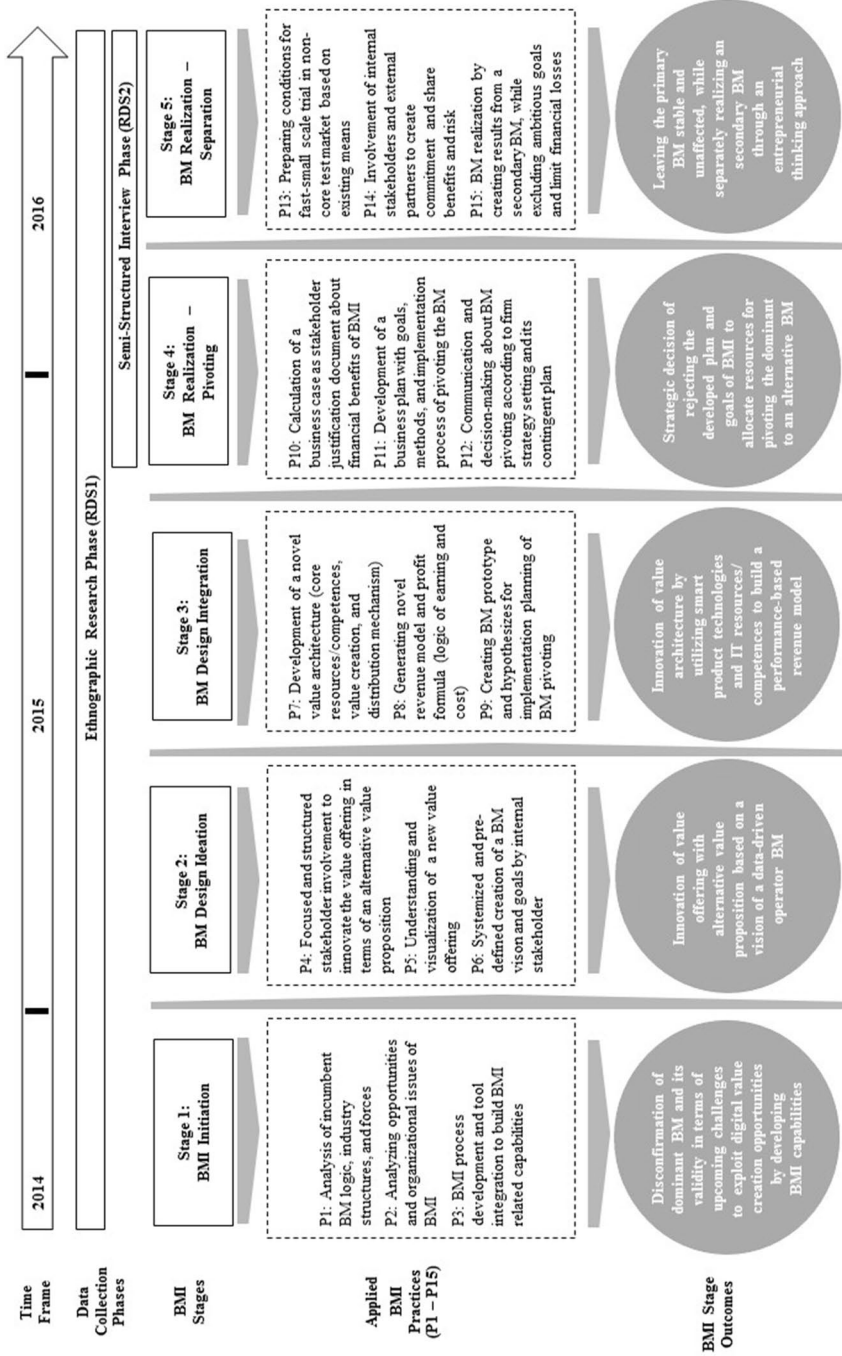 Time
Frame
2014
2015
2016
Data
Collection
Phases
Ethnographic Research Phase (RDS1)
Semi-Structured Interview Phase (RDS2)
BMI
Stages
Stage 1:
BMI Initiation
Stage 2:
BM Design Ideation
Stage 3:
BM Design Integration
Stage 4:
BM Realization –
Pivoting
Stage 5:
BM Realization –
Separation
Applied
BMI
Practices
(P1 – P15)
P1: Analysis of incumbent
BM logic, industry
structures, and forces
P2: Analyzing opportunities
and organizational issues of
BMI
P3: BMI process
development and tool
integration to build BMI
related capabilities
P4: Focused and structured
stakeholder involvement to
innovate the value offering in
terms of an alternative value
proposition
P5: Understanding and
visualization of a new value
offering
P6: Systemized and pre-
defined creation of a BM
vison and goals by internal
stakeholder
P7: Development of a novel
value architecture (core
resources/competences,
value creation, and
distribution mechanism)
P8: Generating novel
revenue model and profit
formula (logic of earning and
cost)
P9: Creating BM prototype
and hypothesizes for
implementation planning of
BM pivoting
P10: Calculation of a
business case as stakeholder
justification document about
financial benefits of BMI
P11: Development of a
business plan with goals,
methods, and implementation
process of pivoting the BM
P12: Communication and
decision-making about BM
pivoting according to firm
strategy setting and its
contingent plan
P13: Preparing conditions for
fast-small scale trial in non-
core test market based on
existing means
P14: Involvement of internal
stakeholders and external
partners to create
commitment and share
benefits and risk
P15: BM realization by
creating results from a
secondary BM, while
excluding ambitious goals
and limit financial losses
BMI Stage
Outcomes
Disconfirmation of
dominant BM and its
validity in terms of
upcoming challenges
to exploit digital value
creation opportunities
by developing
BMI capabilities
Innovation of value
offering with
alternative value
proposition based on a
vision of a data-driven
operator BM
Innovation of value
architecture by
utilizing smart
product technologies
and IT resources/
competences to build a
performance-based
revenue model
Strategic decision of
rejecting the
developed plan and
goals of BMI to
allocate resources for
pivoting the dominant
to an alternative BM
Leaving the primary
BM stable and
unaffected, while
separately realizing an
secondary BM
through an
entrepreneurial
thinking approach